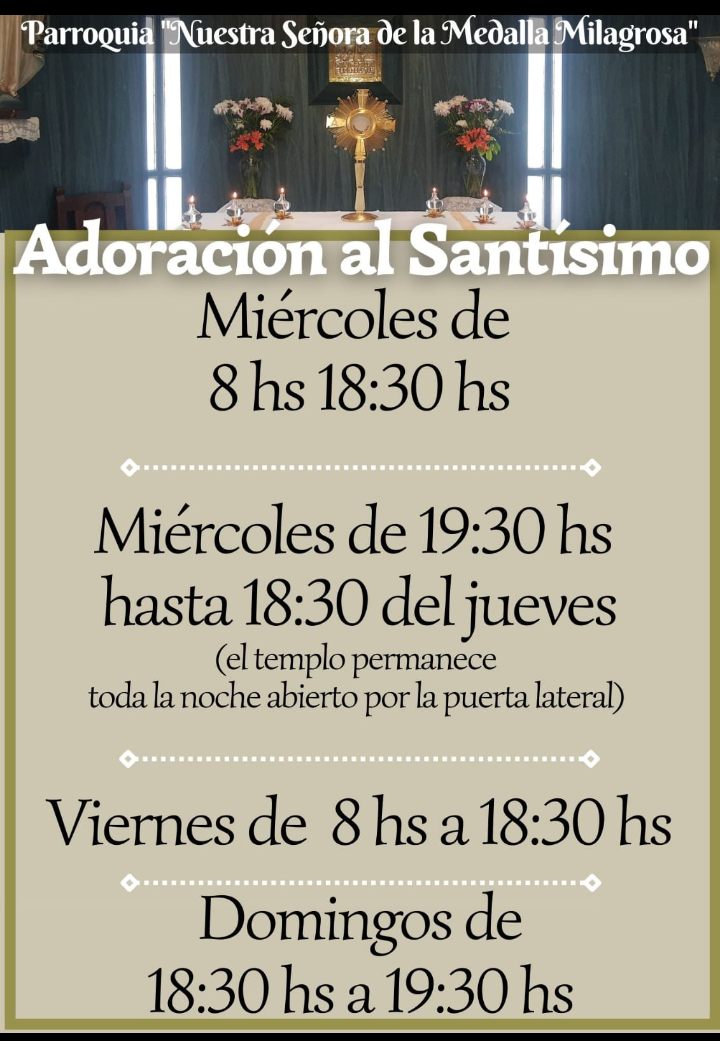 Parroquia "Nuestra Señora de la Medalla Milagrosa"
Adoración al Santísimo
Miércoles de
8 hs 18:30 hs
Miércoles de 19:30 hs
hasta 18:30 del jueves
(el templo permanece
toda la noche abierto por la puerta lateral)
Viernes de 8 hs a 18:30 hs
Domingos de
18:30 hs a 19:30 hs